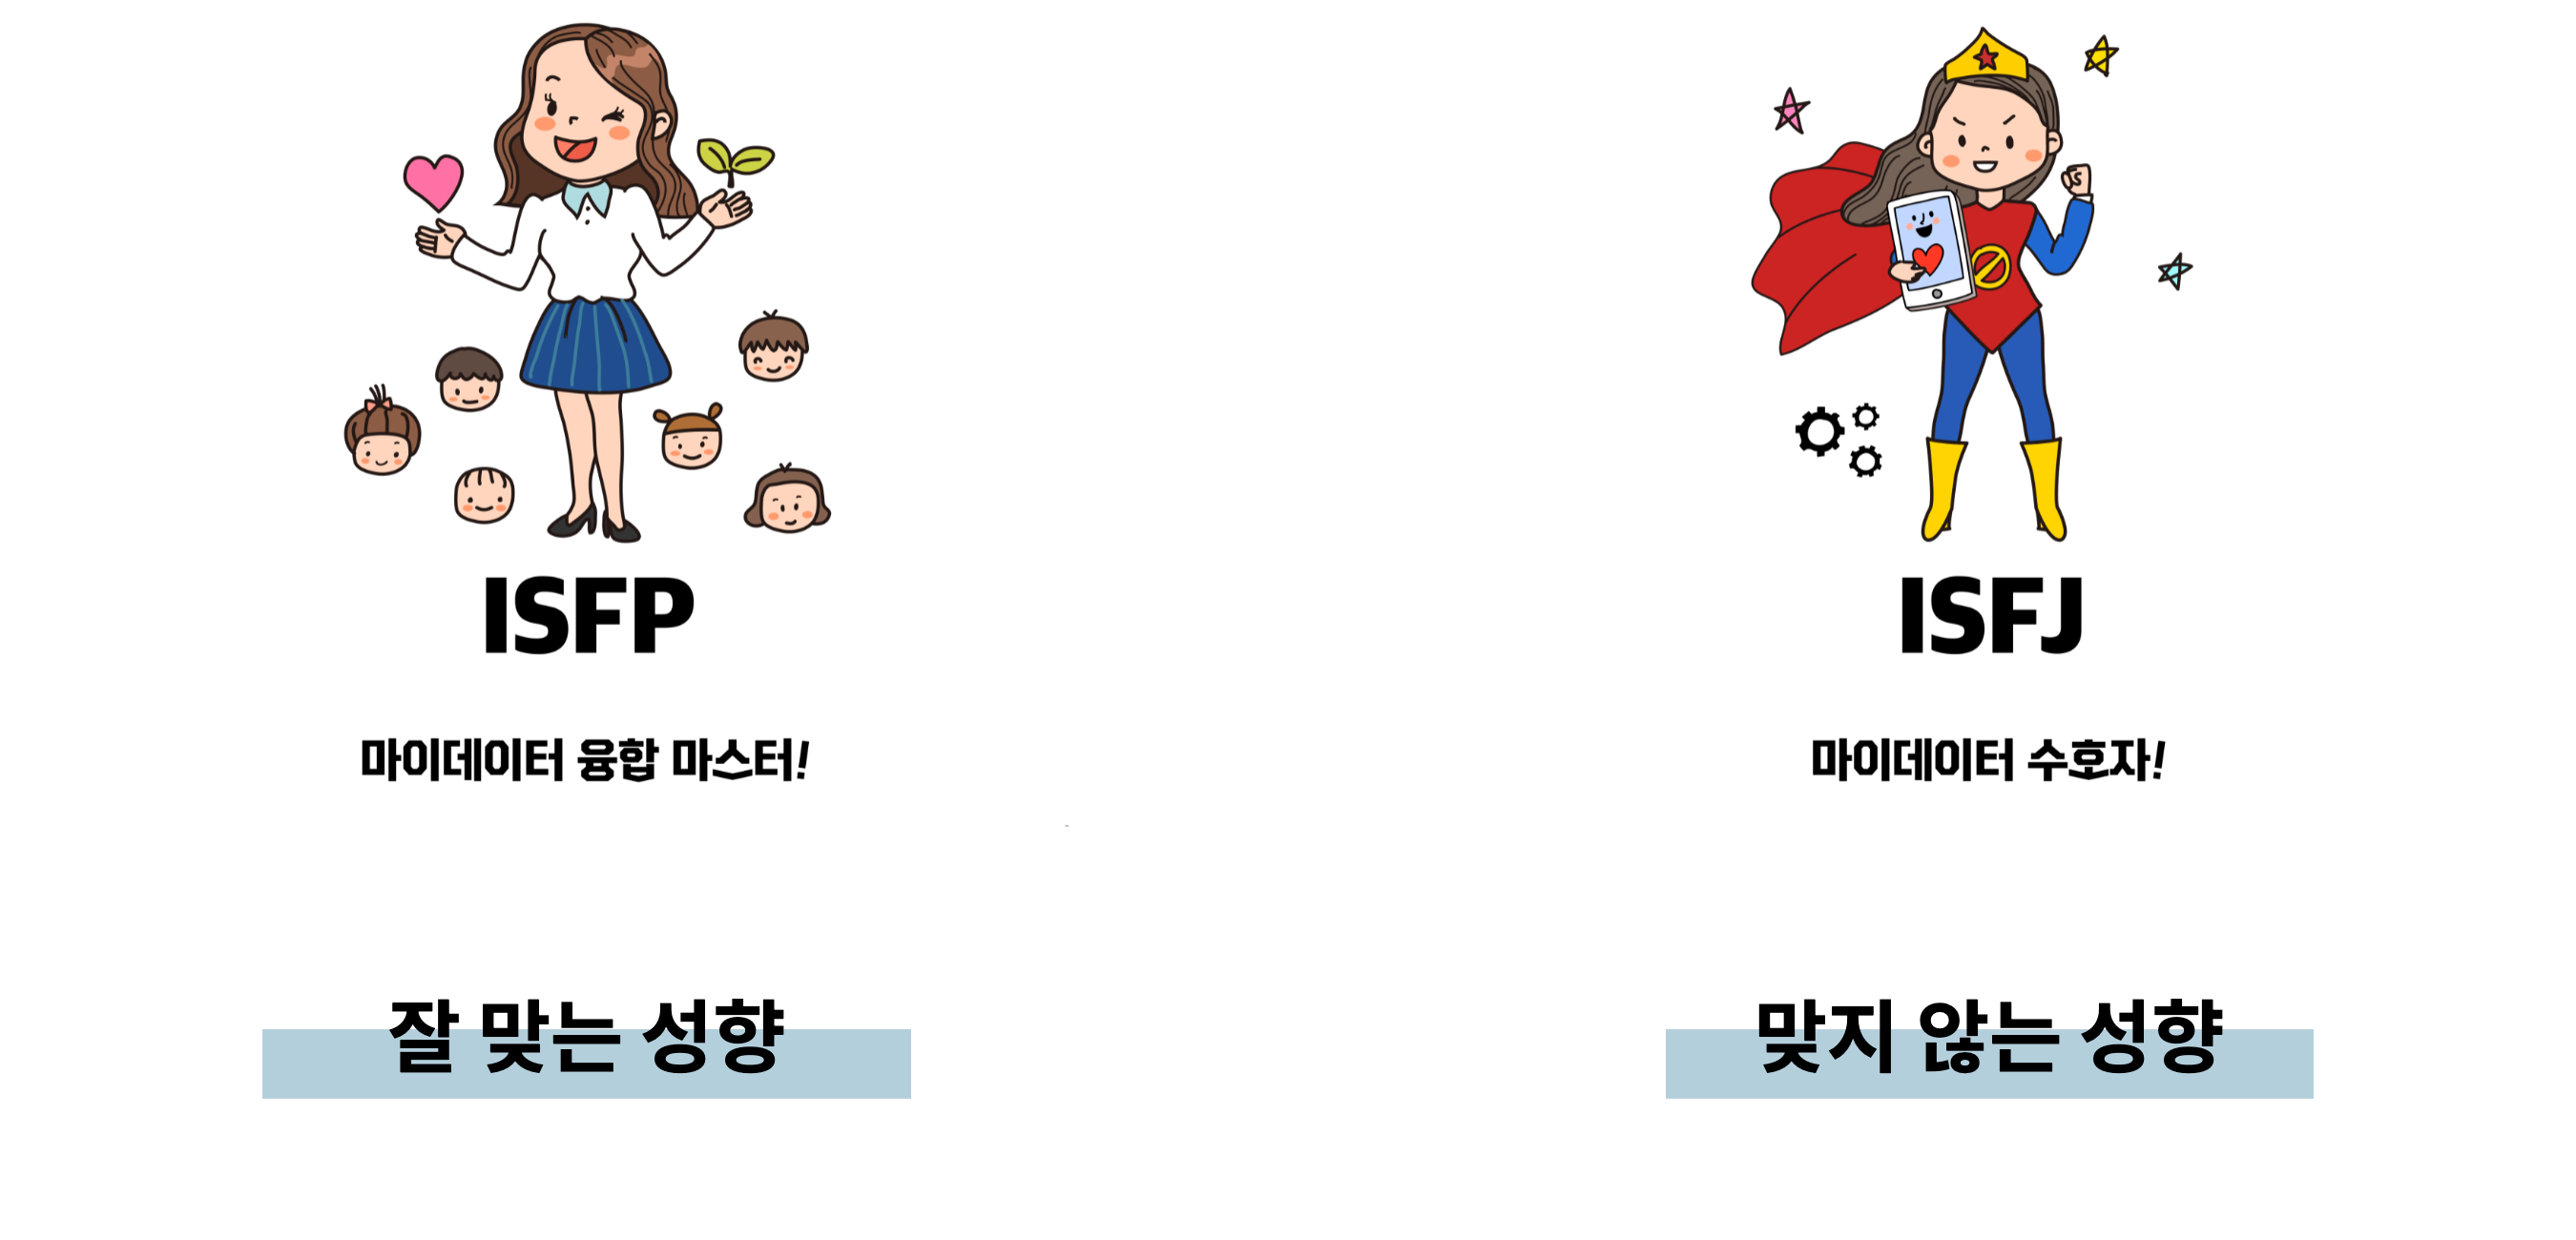 ISFP
마이데이터 융합 마스터!
잘 맞는 성향
ISFJ
마이데이터 수호자!
맞지 않는 성향